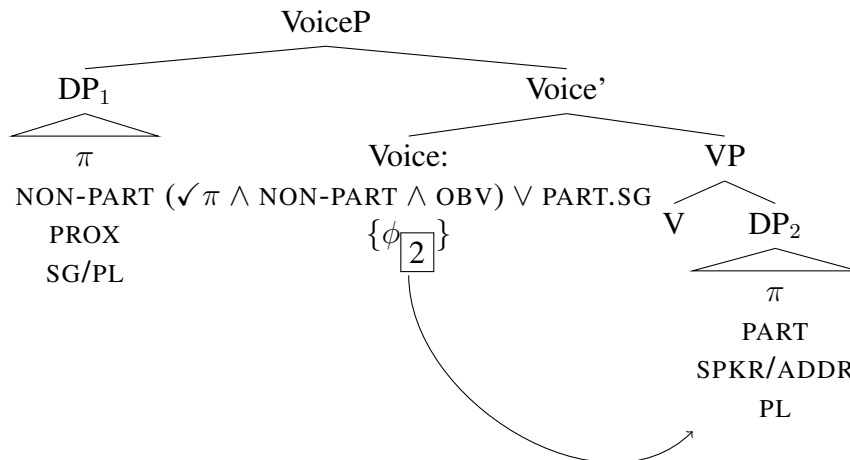 VoiceP
DP₁ Voice'
π Voice: VP
NON-PART (✓π ∧ NON-PART ∧ OBV) ∨ PART.SG V DP₂
PROX {ϕ 2}
SG/PL π
PART
SPKR/ADDR
PL